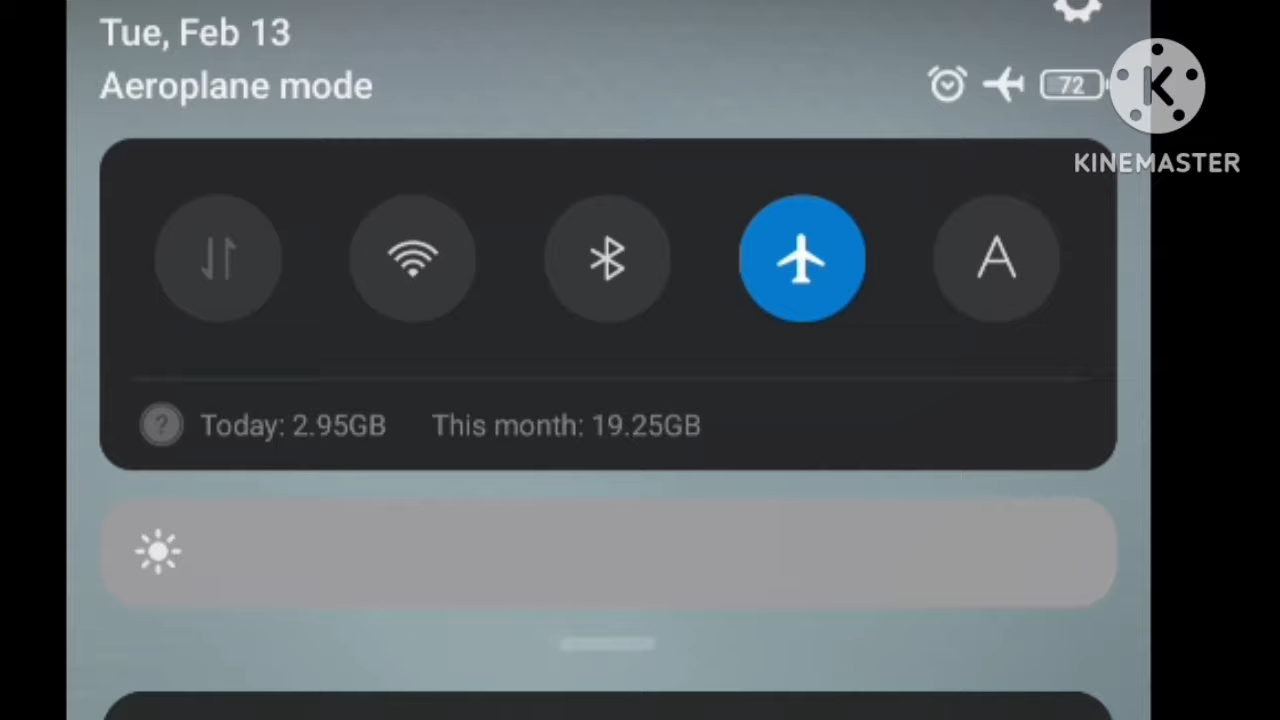 Tue, Feb 13
Aeroplane mode
72
K
KINEMASTER
A
? Today: 2.95GB This month: 19.25GB